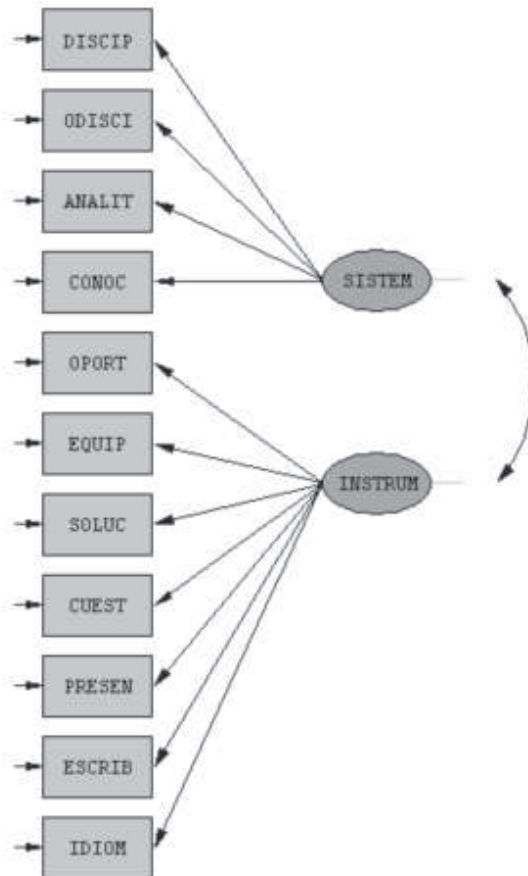 DISCIP
ODISCI
ANALIT
CONOC
SISTEM
OPORT
EQUIP
INSTRUM
SOLUC
CUEST
PRESEN
ESCRIB
IDIOM